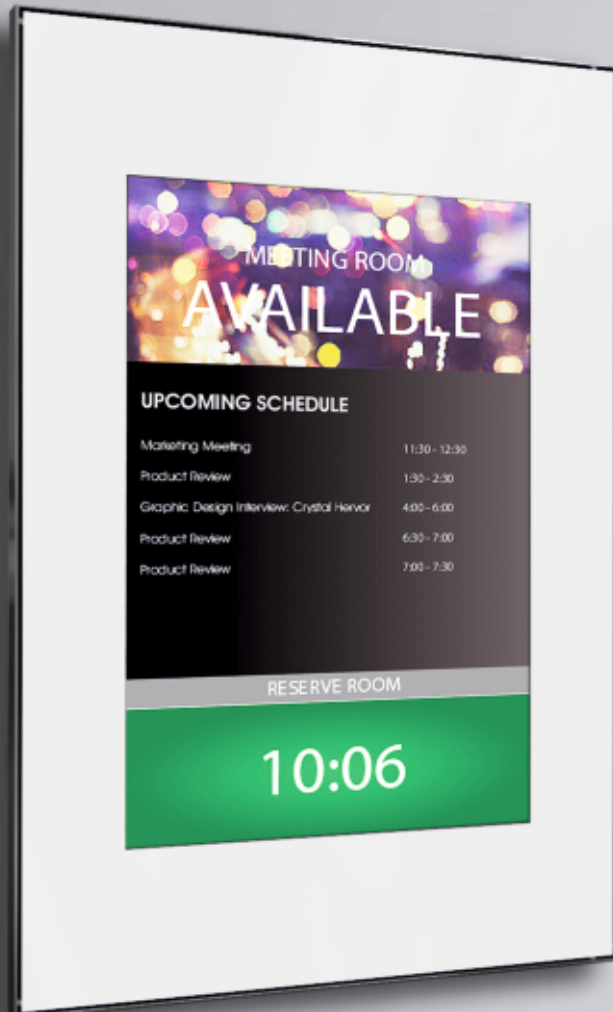 MEETING ROOM
AVAILABLE
UPCOMING SCHEDULE
Marketing Meeting 11:30 - 12:30
Product Review 1:30 - 2:30
Graphic Design Interview: Crystal Hervor 4:00 - 6:00
Product Review 6:30 - 7:00
Product Review 7:00 - 7:30
RESERVE ROOM
10:06